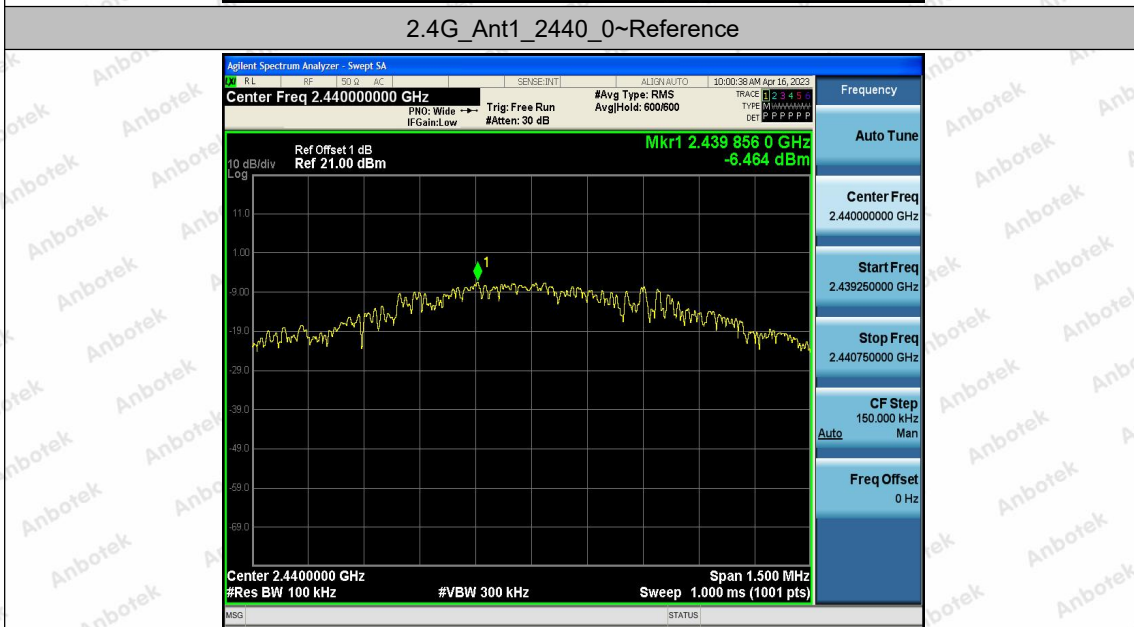 2.4G_Ant1_2440_0~Reference
Agilent Spectrum Analyzer - Swept SA
RL RF 50 Ω AC SENSE:INT ALIGN AUTO 10:00:38 AM Apr 16, 2023
Center Freq 2.440000000 GHz
PNO: Wide
IFGain:Low
Trig: Free Run
#Atten: 30 dB
#Avg Type: RMS
Avg|Hold: 600/600
TRACE 1 2 3 4 5 6
TYPE M
DET P P P P P P
Frequency
Mkr1 2.439 856 0 GHz
-6.464 dBm
Ref Offset 1 dB
10 dB/div Ref 21.00 dBm
Log
11.0
1.00
-9.00
-19.0
-29.0
-39.0
-49.0
-59.0
-69.0
1
Auto Tune
Center Freq
2.440000000 GHz
Start Freq
2.439250000 GHz
Stop Freq
2.440750000 GHz
CF Step
150.000 kHz
Auto Man
Freq Offset
0 Hz
Center 2.4400000 GHz Span 1.500 MHz
#Res BW 100 kHz #VBW 300 kHz Sweep 1.000 ms (1001 pts)
MSG STATUS
Anbotek